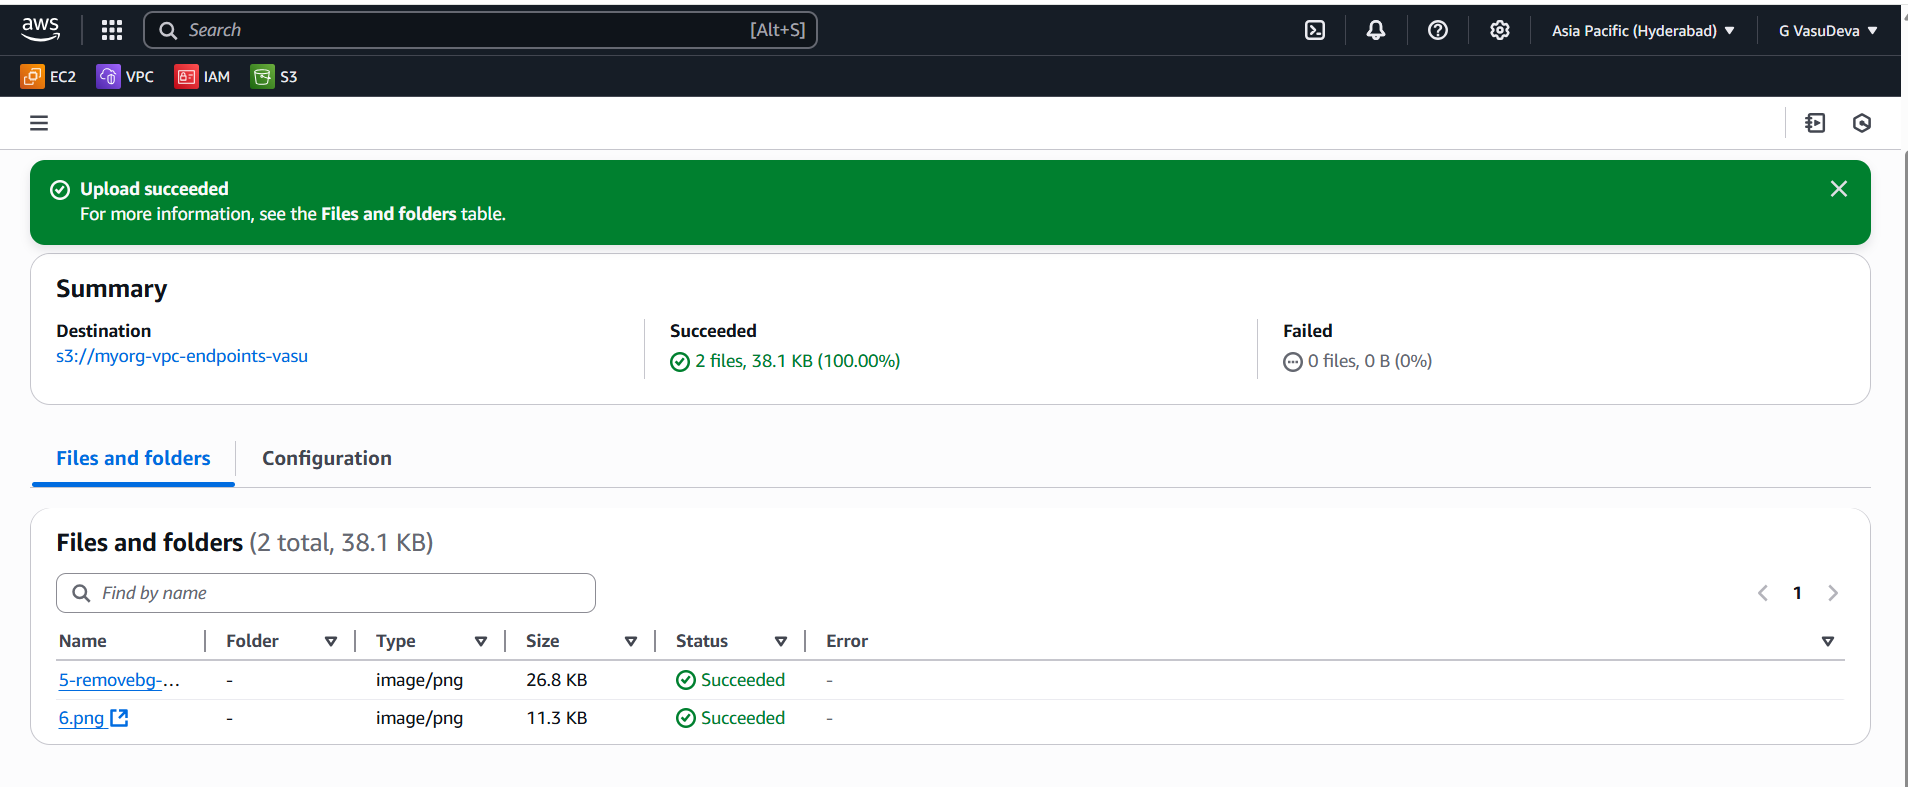 aws Search [Alt+S] Asia Pacific (Hyderabad) G VasuDeva
EC2 VPC IAM S3
Upload succeeded
For more information, see the Files and folders table.
Summary
Destination Succeeded Failed
s3://myorg-vpc-endpoints-vasu 2 files, 38.1 KB (100.00%) 0 files, 0 B (0%)
Files and folders Configuration
Files and folders (2 total, 38.1 KB)
Find by name 1
Name Folder Type Size Status Error
5-removebg-... - image/png 26.8 KB Succeeded -
6.png - image/png 11.3 KB Succeeded -